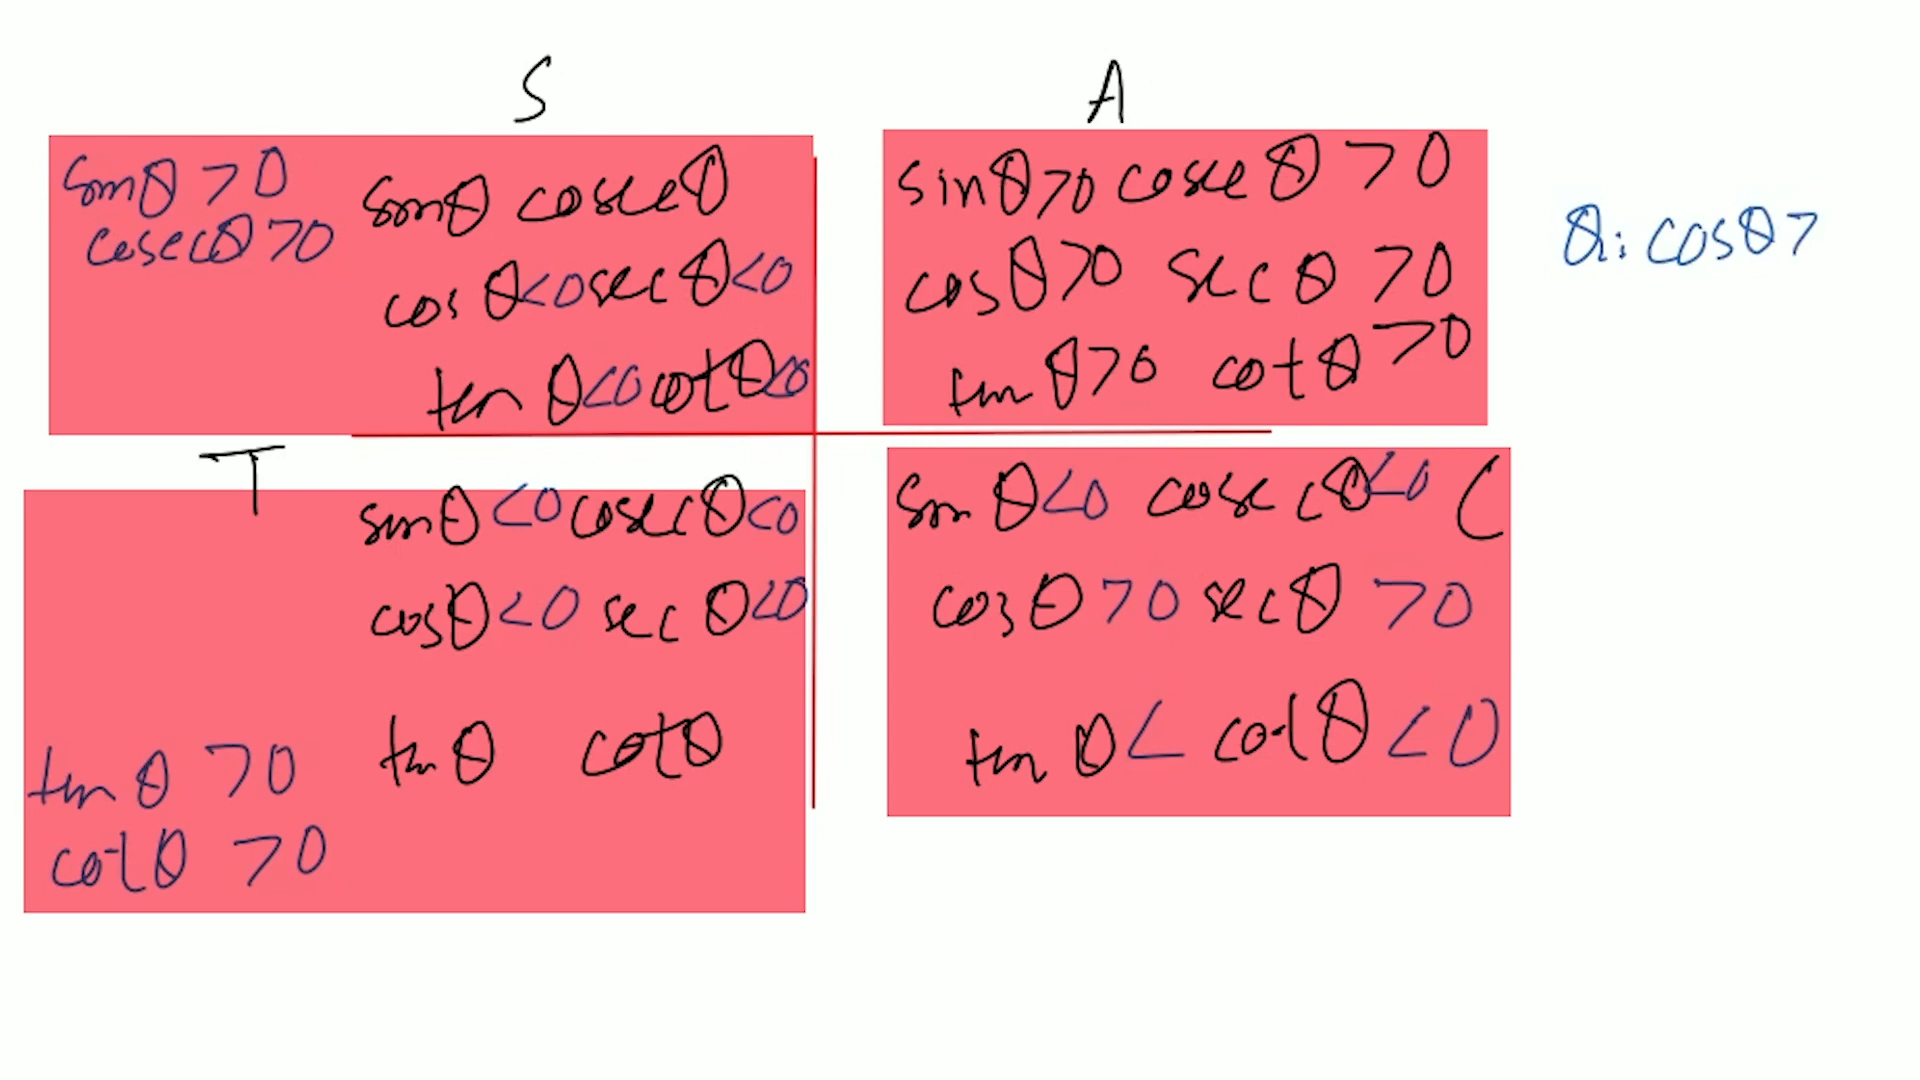 S
A
sinθ >0
cosecθ >0
sinθ cosecθ
cosθ<0 secθ<0
tanθ<0 cotθ<0
sinθ>0 cosecθ >0
cosθ>0 secθ >0
tanθ>0 cotθ >0
Q: cosθ>
T
sinθ<0 cosecθ<0
cosθ<0 secθ<0
tanθ cotθ
tanθ >0
cotθ >0
sinθ<0 cosecθ<0 C
cosθ>0 secθ >0
tanθ< cotθ<0